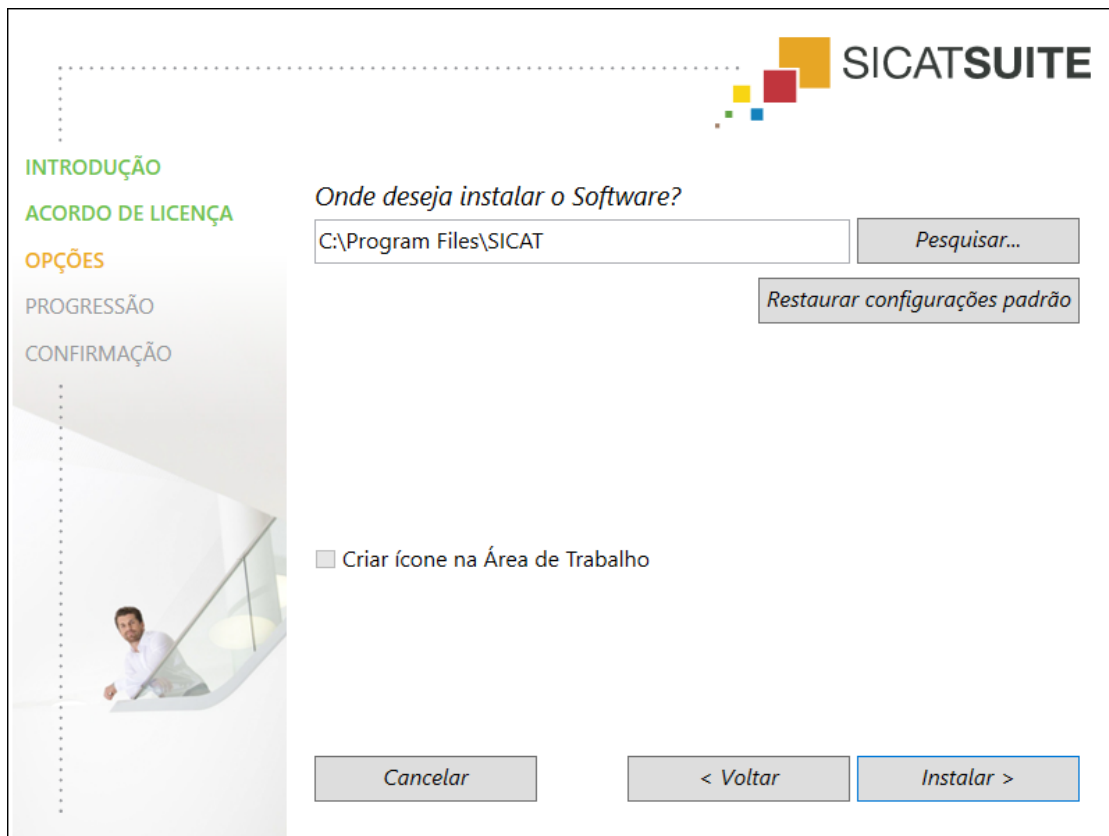 SICATSUITE
INTRODUÇÃO
ACORDO DE LICENÇA
OPÇÕES
PROGRESSÃO
CONFIRMAÇÃO
Onde deseja instalar o Software?
C:\Program Files\SICAT
Pesquisar...
Restaurar configurações padrão
Criar ícone na Área de Trabalho
Cancelar
< Voltar
Instalar >